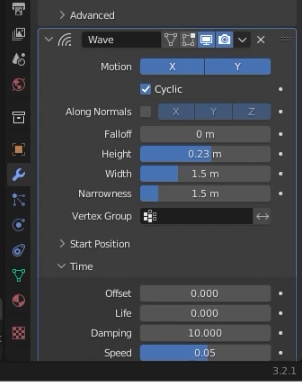 Advanced
Wave
Motion X Y
Cyclic
Along Normals X Y Z
Falloff 0 m
Height 0.23 m
Width 1.5 m
Narrowness 1.5 m
Vertex Group
Start Position
Time
Offset 0.000
Life 0.000
Damping 10.000
Speed 0.05
3.2.1